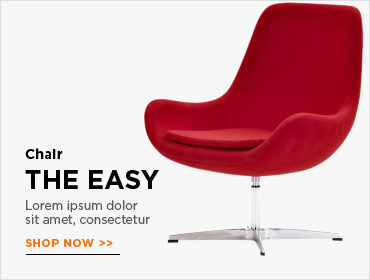 Chair
THE EASY
Lorem ipsum dolor
sit amet, consectetur
SHOP NOW >>